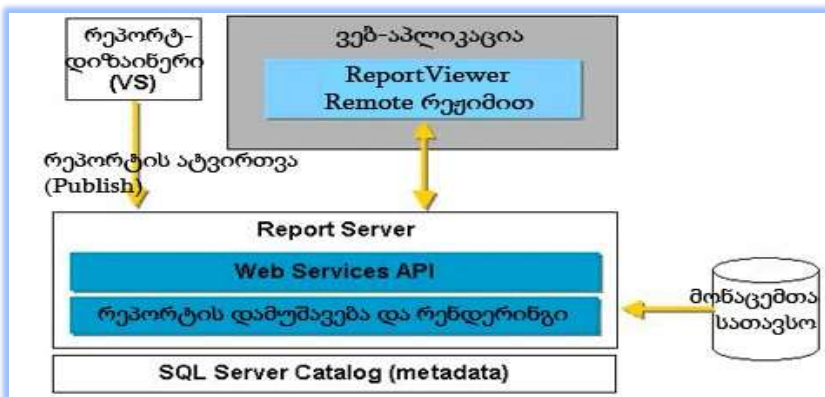 რეპორტ-
დიზაინერი
(VS)
ვებ-აპლიკაცია
ReportViewer
Remote რეჟიმით
რეპორტის ატვირთვა
(Publish)
Report Server
Web Services API
რეპორტის დამუშავება და რენდერინგი
მონაცემთა
სათავსო
SQL Server Catalog (metadata)